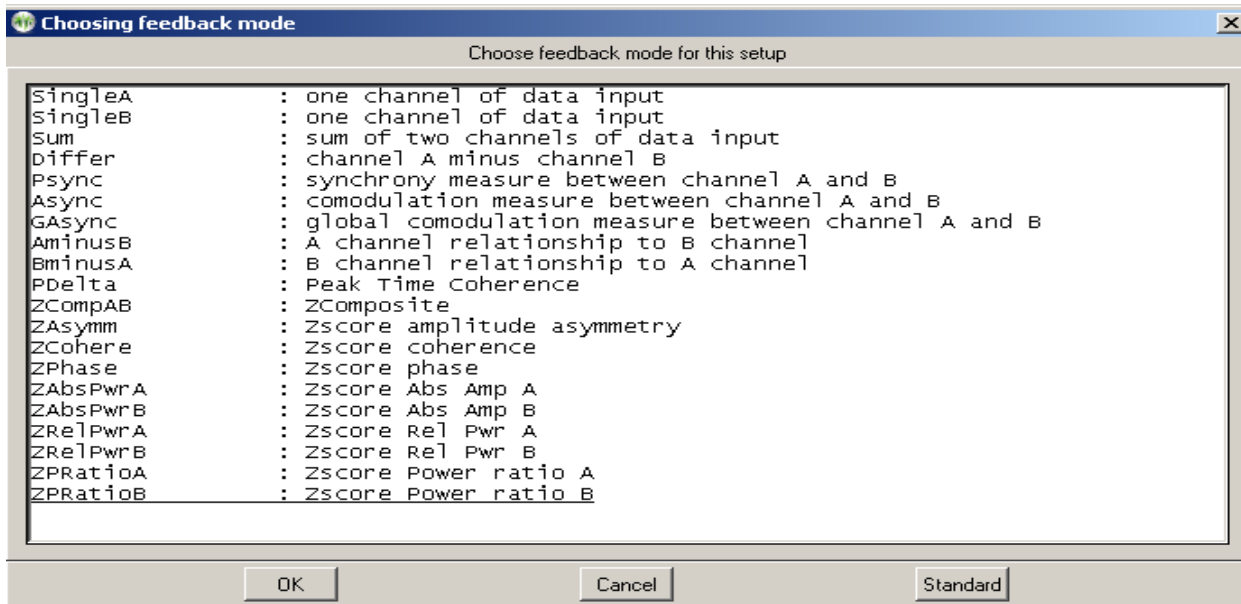 Choosing feedback mode
Choose feedback mode for this setup
SingleA : one channel of data input
SingleB : one channel of data input
Sum : sum of two channels of data input
Differ : channel A minus channel B
Psync : synchrony measure between channel A and B
Async : comodulation measure between channel A and B
GAsync : global comodulation measure between channel A and B
AminusB : A channel relationship to B channel
BminusA : B channel relationship to A channel
PDelta : Peak Time Coherence
ZCompAB : ZComposite
ZAsymm : Zscore amplitude asymmetry
ZCohere : Zscore coherence
ZPhase : Zscore phase
ZAbsPwrA : Zscore Abs Amp A
ZAbsPwrB : Zscore Abs Amp B
ZRelPwrA : Zscore Rel Pwr A
ZRelPwrB : Zscore Rel Pwr B
ZPRatioA : Zscore Power ratio A
ZPRatioB : Zscore Power ratio B
OK Cancel Standard